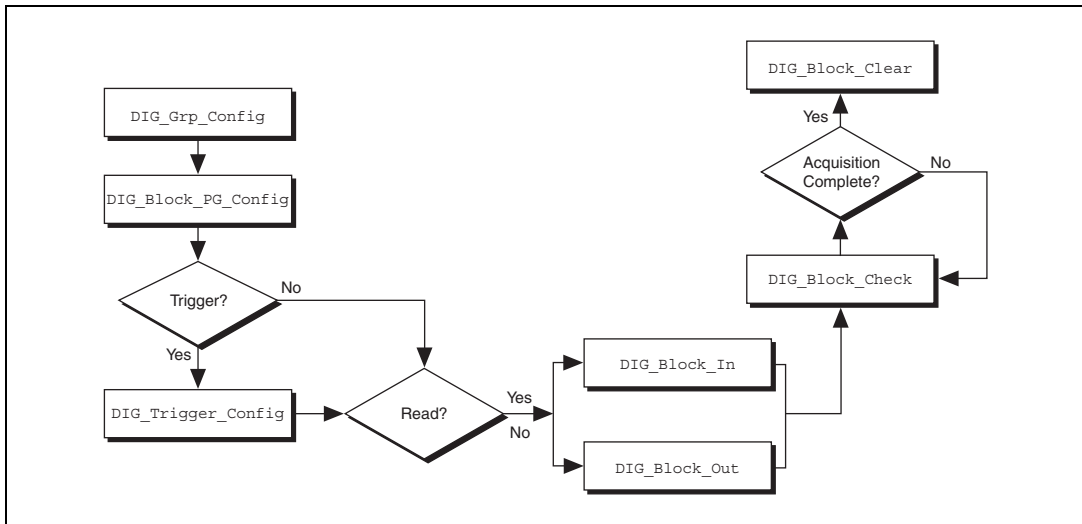 DIG_Grp_Config
DIG_Block_PG_Config
Trigger?
No
Yes
DIG_Trigger_Config
Read?
Yes
No
DIG_Block_In
DIG_Block_Out
DIG_Block_Check
Acquisition
Complete?
No
Yes
DIG_Block_Clear